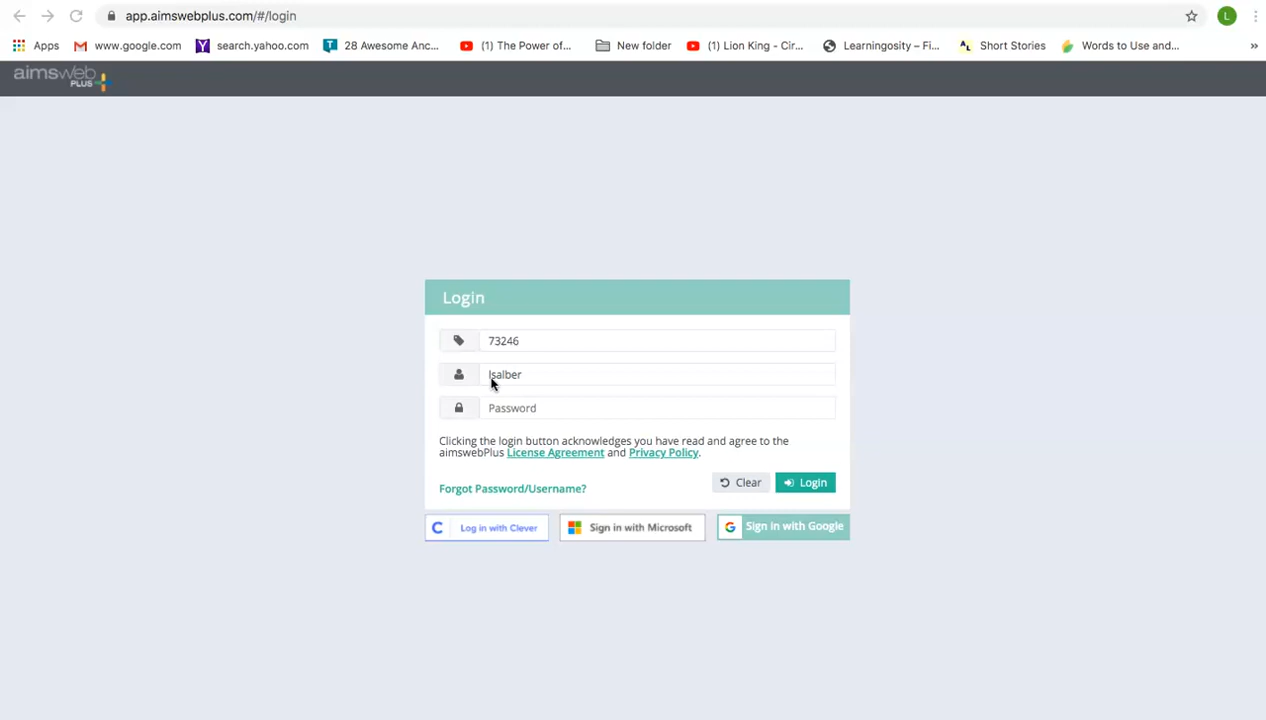 app.aimswebplus.com/#/login
L
Apps www.google.com search.yahoo.com 28 Awesome Anc... (1) The Power of... New folder (1) Lion King - Cir... Learningosity – Fi... Short Stories Words to Use and... »
aimsweb
PLUS
Login
73246
lsalber
Password
Clicking the login button acknowledges you have read and agree to the
aimswebPlus License Agreement and Privacy Policy.
Forgot Password/Username? Clear Login
C Log in with Clever Sign in with Microsoft G Sign in with Google